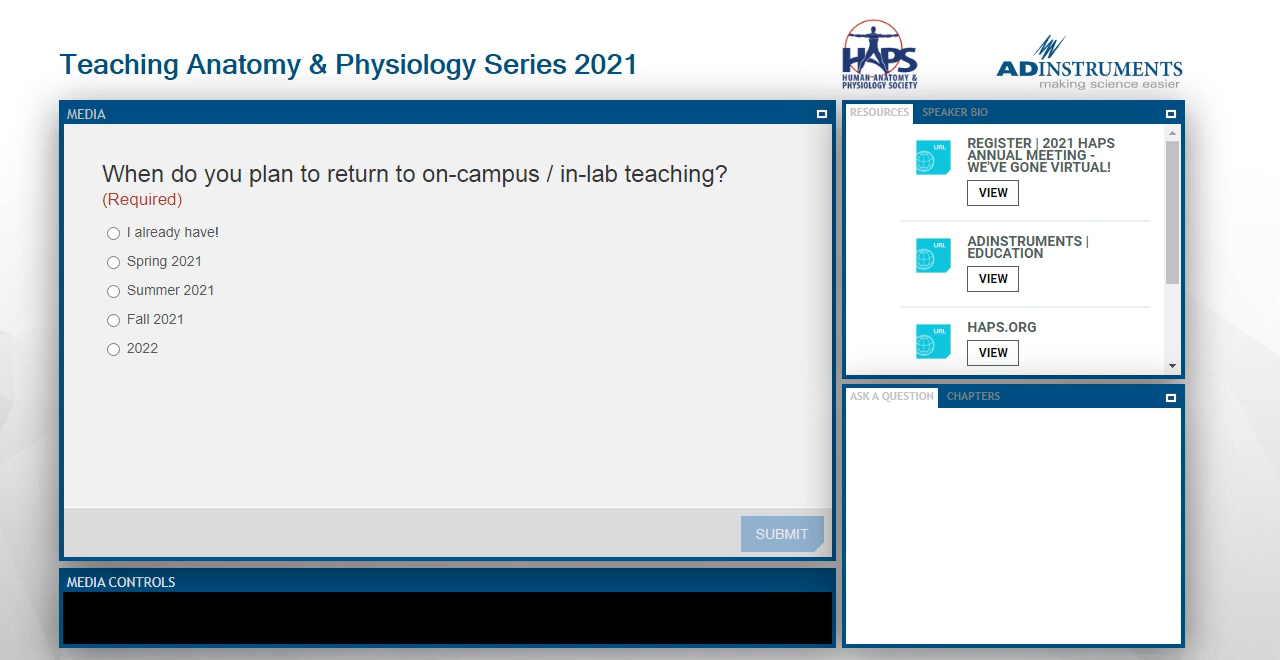 Teaching Anatomy & Physiology Series 2021
HAPS
HUMAN ANATOMY &
PHYSIOLOGY SOCIETY
ADINSTRUMENTS
making science easier
MEDIA
When do you plan to return to on-campus / in-lab teaching?
(Required)
I already have!
Spring 2021
Summer 2021
Fall 2021
2022
SUBMIT
MEDIA CONTROLS
RESOURCES SPEAKER BIO
URL
REGISTER | 2021 HAPS
ANNUAL MEETING -
WE'VE GONE VIRTUAL!
VIEW
URL
ADINSTRUMENTS |
EDUCATION
VIEW
URL
HAPS.ORG
VIEW
ASK A QUESTION CHAPTERS